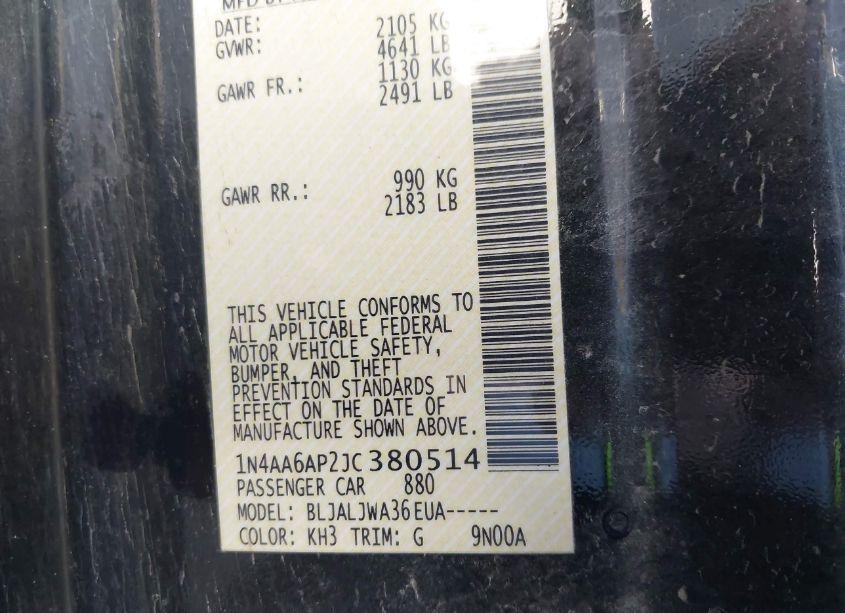 DATE: 2105 KG
GVWR: 4641 LB
1130 KG
GAWR FR.: 2491 LB
990 KG
GAWR RR.: 2183 LB
THIS VEHICLE CONFORMS TO
ALL APPLICABLE FEDERAL
MOTOR VEHICLE SAFETY,
BUMPER, AND THEFT
PREVENTION STANDARDS IN
EFFECT ON THE DATE OF
MANUFACTURE SHOWN ABOVE.
1N4AA6AP2JC380514
PASSENGER CAR 880
MODEL: BLJALJWA36EUA-----
COLOR: KH3 TRIM: G 9N00A